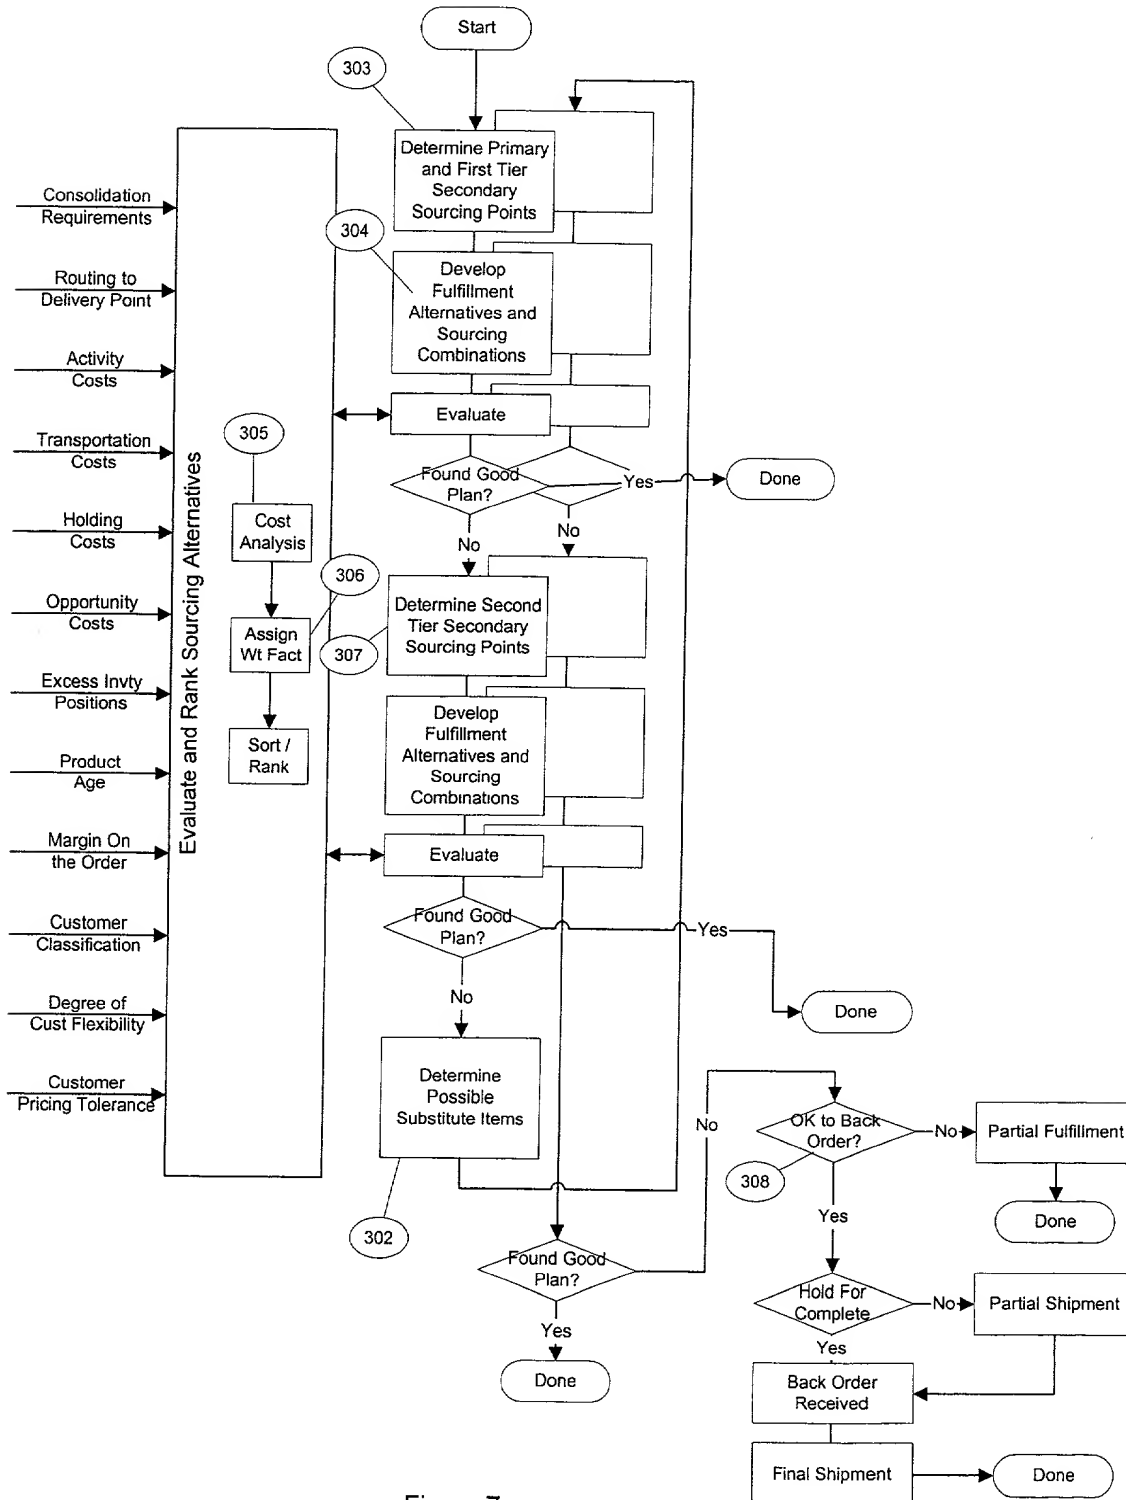 Start
303
Determine Primary
and First Tier
Secondary
Sourcing Points
304
Develop
Fulfillment
Alternatives and
Sourcing
Combinations
Evaluate
Found Good
Plan?
Yes
Done
No
No
Consolidation
Requirements
Routing to
Delivery Point
Activity
Costs
Transportation
Costs
Holding
Costs
Opportunity
Costs
Excess Invty
Positions
Product
Age
Margin On
the Order
Customer
Classification
Degree of
Cust Flexibility
Customer
Pricing Tolerance
Evaluate and Rank Sourcing Alternatives
305
Cost
Analysis
306
Assign
Wt Fact
Sort /
Rank
307
Determine Second
Tier Secondary
Sourcing Points
Develop
Fulfillment
Alternatives and
Sourcing
Combinations
Evaluate
Found Good
Plan?
Yes
Done
No
Determine
Possible
Substitute Items
302
Found Good
Plan?
No
Yes
Done
OK to Back
Order?
308
No
Partial Fulfillment
Done
Yes
Hold For
Complete
No
Partial Shipment
Yes
Back Order
Received
Final Shipment
Done